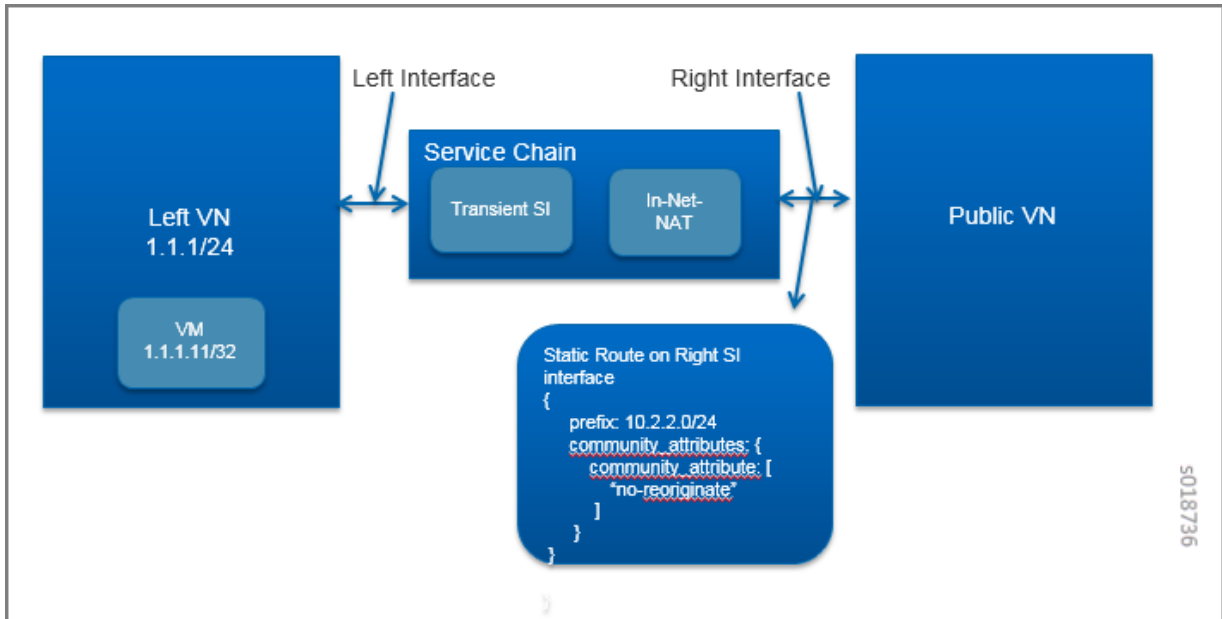 Left Interface
Right Interface
Left VN
1.1.1/24
VM
1.1.1.11/32
Service Chain
Transient SI
In-Net-
NAT
Public VN
Static Route on Right SI
interface
{
prefix: 10.2.2.0/24
community_attributes: {
community_attribute: [
“no-reoriginate”
]
}
}
s018736